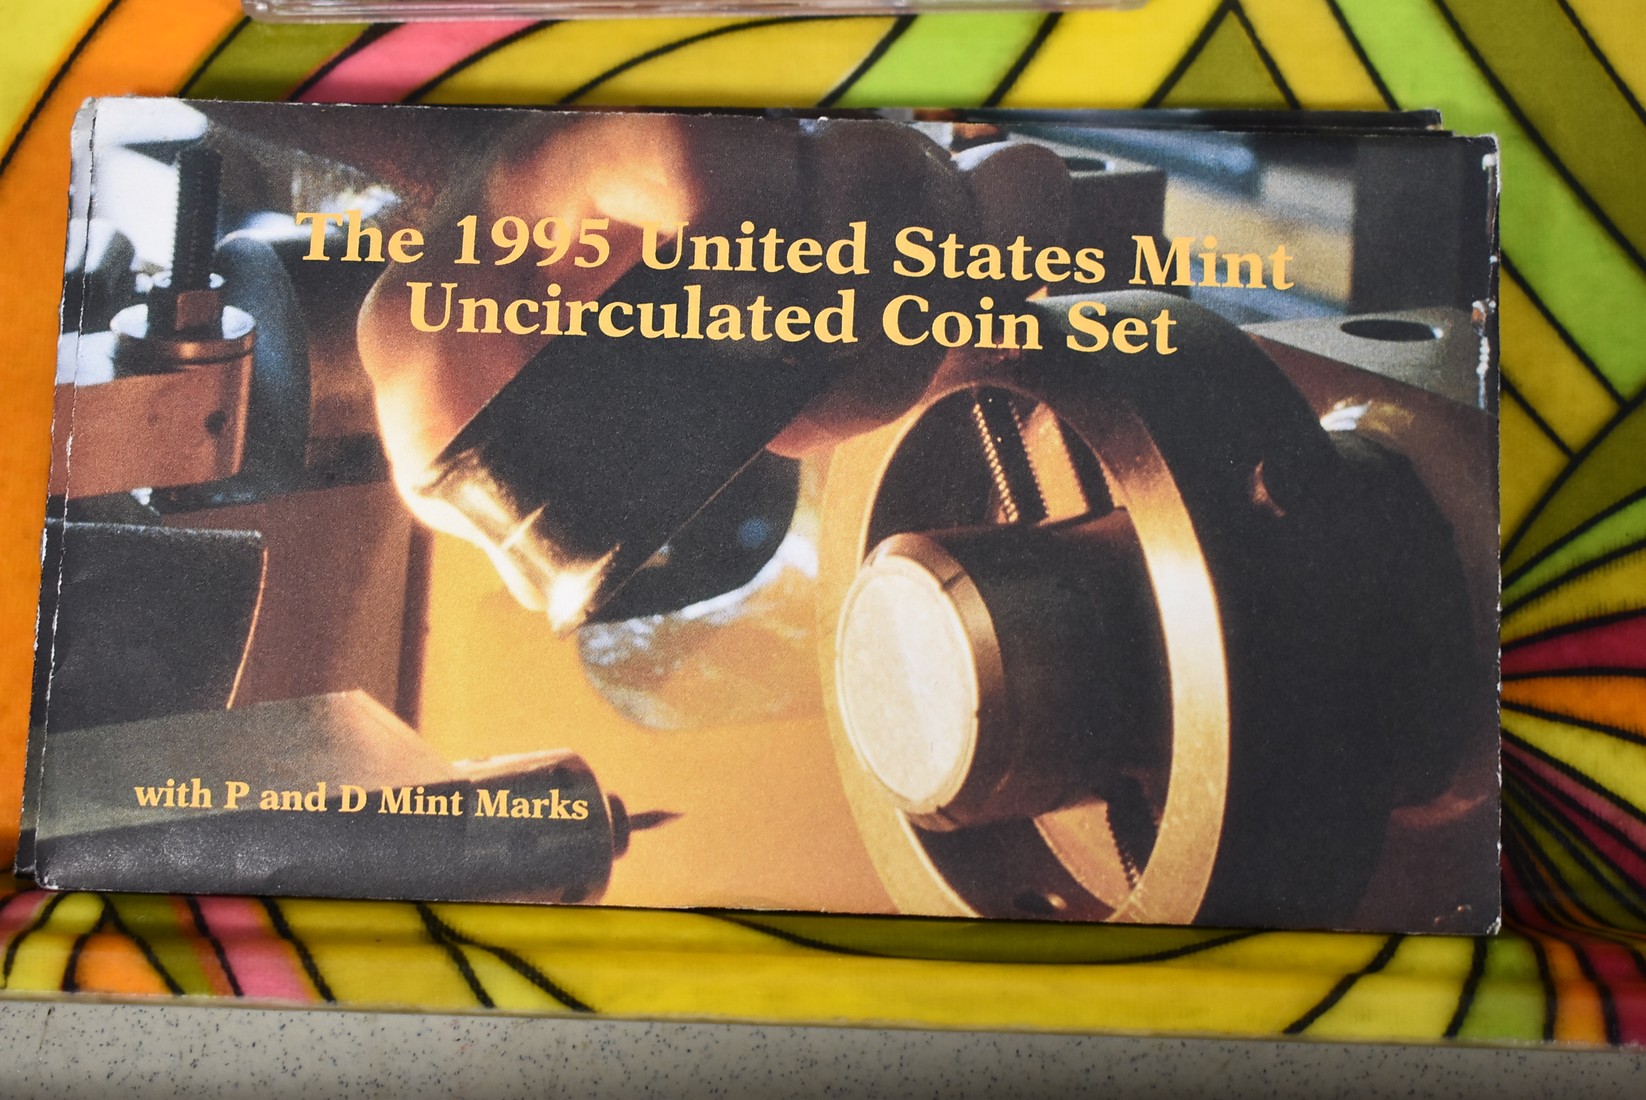 The 1995 United States Mint
Uncirculated Coin Set
with P and D Mint Marks